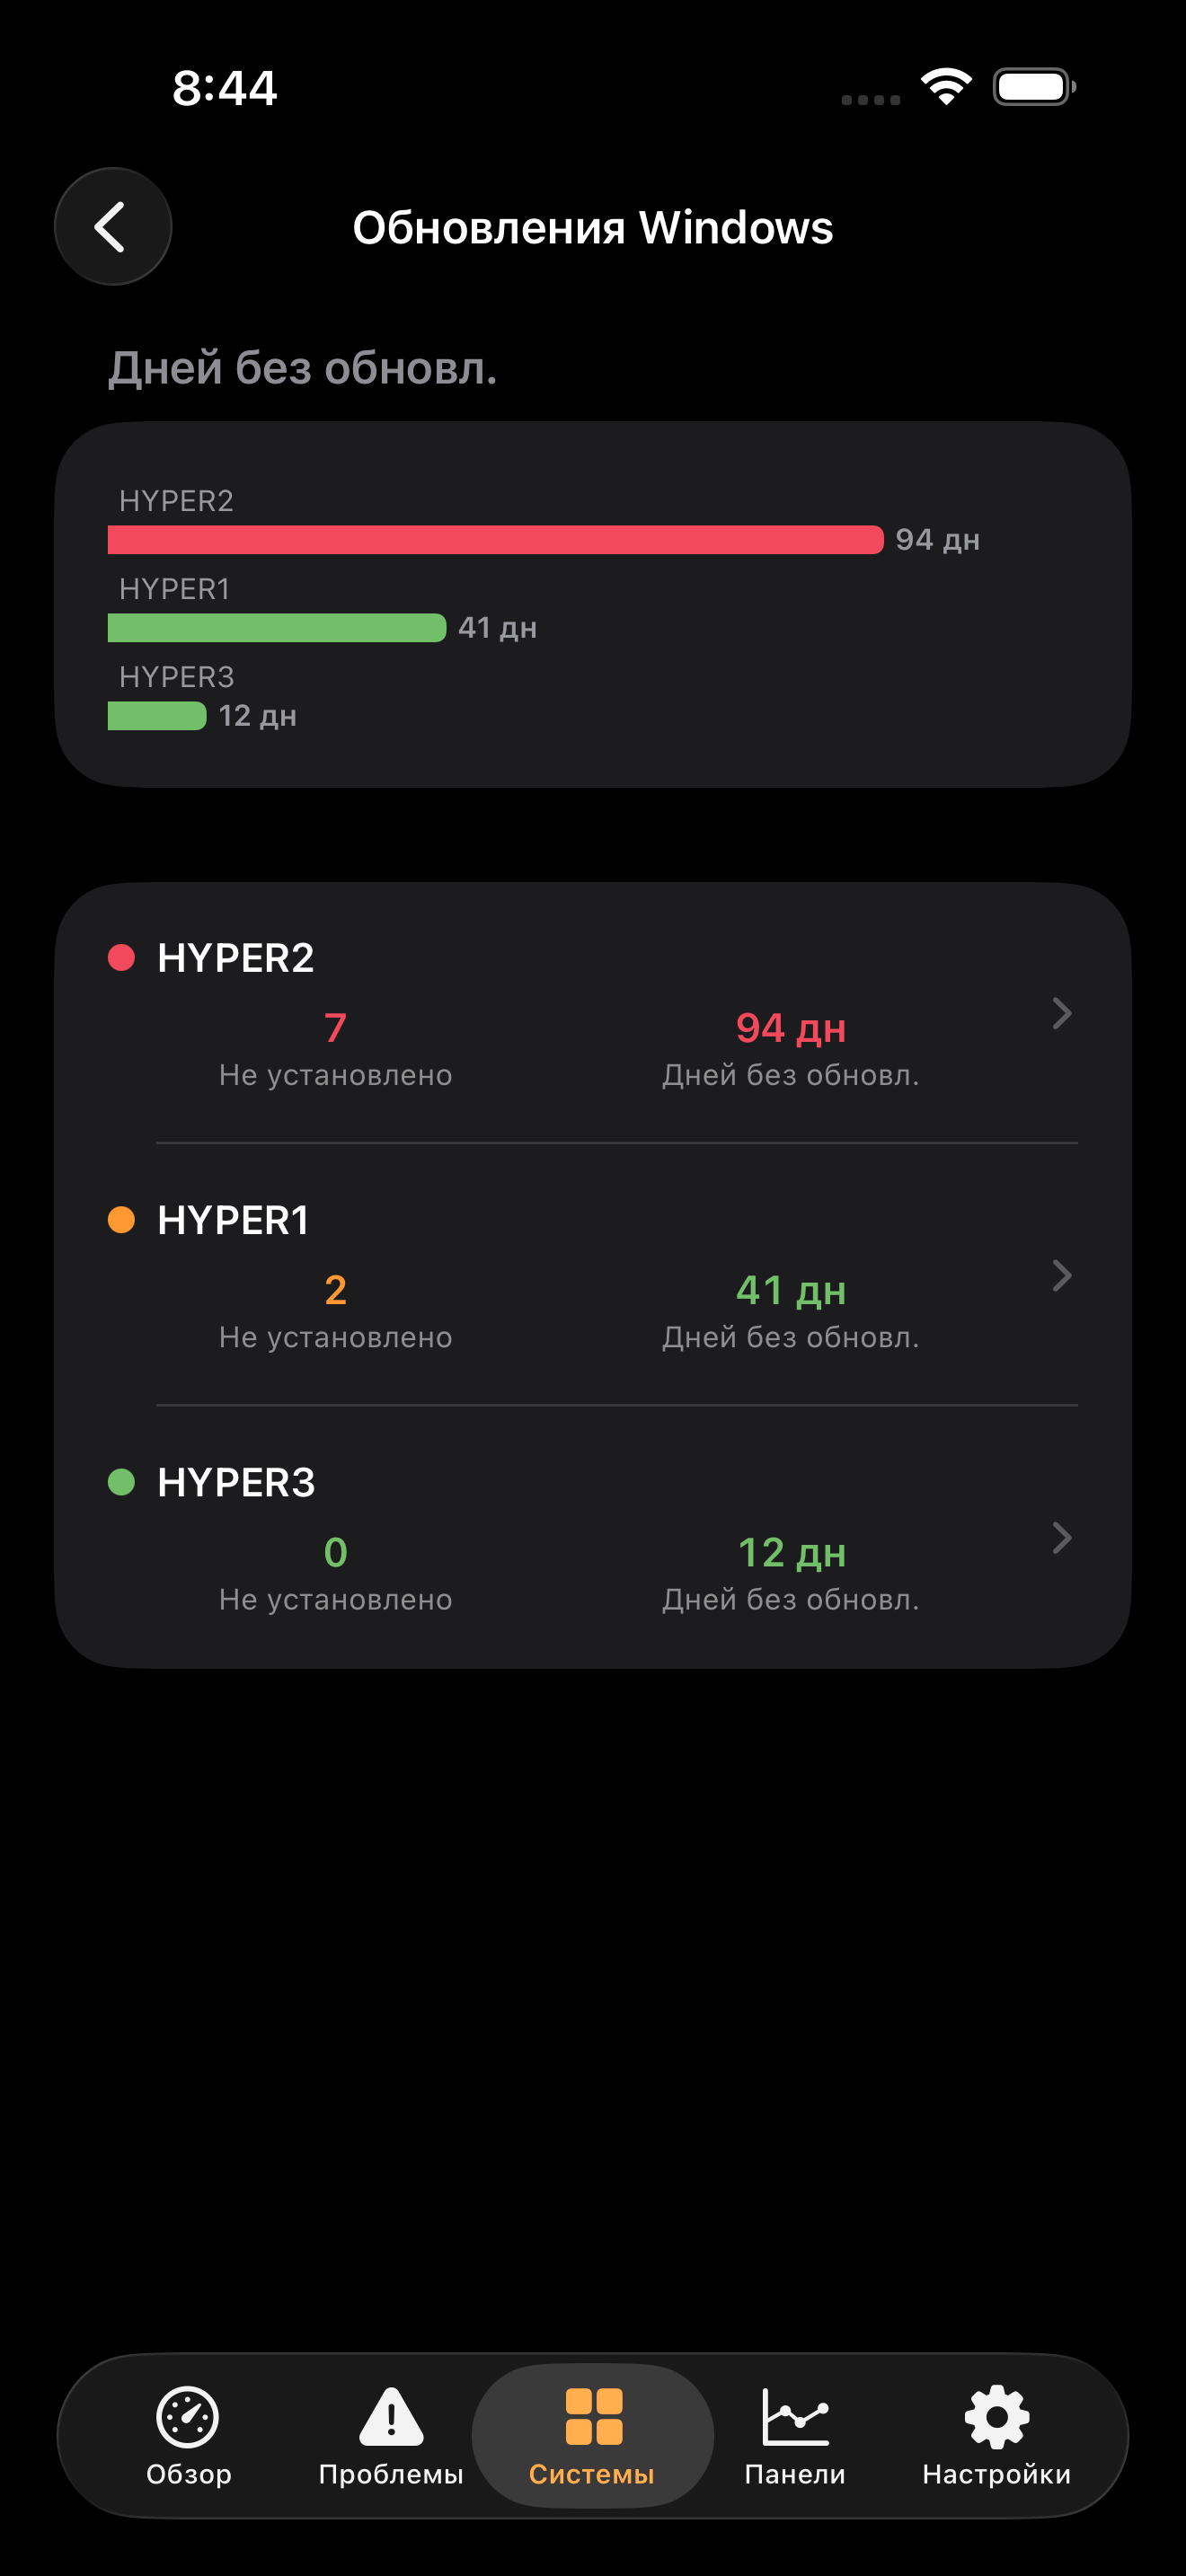 8:44
Обновления Windows
Дней без обновл.
HYPER2
94 дн
HYPER1
41 дн
HYPER3
12 дн
HYPER2
7 94 дн
Не установлено Дней без обновл.
HYPER1
2 41 дн
Не установлено Дней без обновл.
HYPER3
0 12 дн
Не установлено Дней без обновл.
Обзор Проблемы Системы Панели Настройки